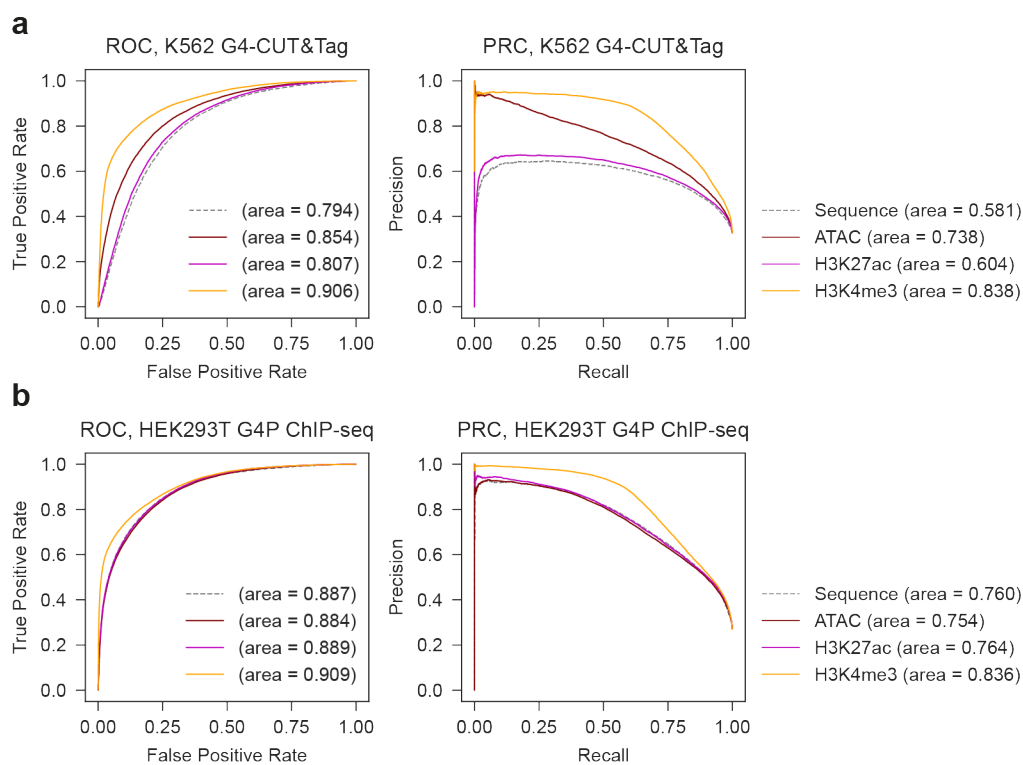 a
ROC, K562 G4-CUT&Tag
PRC, K562 G4-CUT&Tag
True Positive Rate
1.0
0.8
0.6
0.4
0.2
0.0
(area = 0.794)
(area = 0.854)
(area = 0.807)
(area = 0.906)
0.00 0.25 0.50 0.75 1.00
False Positive Rate
Precision
1.0
0.8
0.6
0.4
0.2
0.0
0.00 0.25 0.50 0.75 1.00
Recall
Sequence (area = 0.581)
ATAC (area = 0.738)
H3K27ac (area = 0.604)
H3K4me3 (area = 0.838)
b
ROC, HEK293T G4P ChIP-seq
PRC, HEK293T G4P ChIP-seq
True Positive Rate
1.0
0.8
0.6
0.4
0.2
0.0
(area = 0.887)
(area = 0.884)
(area = 0.889)
(area = 0.909)
0.00 0.25 0.50 0.75 1.00
False Positive Rate
Precision
1.0
0.8
0.6
0.4
0.2
0.0
0.00 0.25 0.50 0.75 1.00
Recall
Sequence (area = 0.760)
ATAC (area = 0.754)
H3K27ac (area = 0.764)
H3K4me3 (area = 0.836)